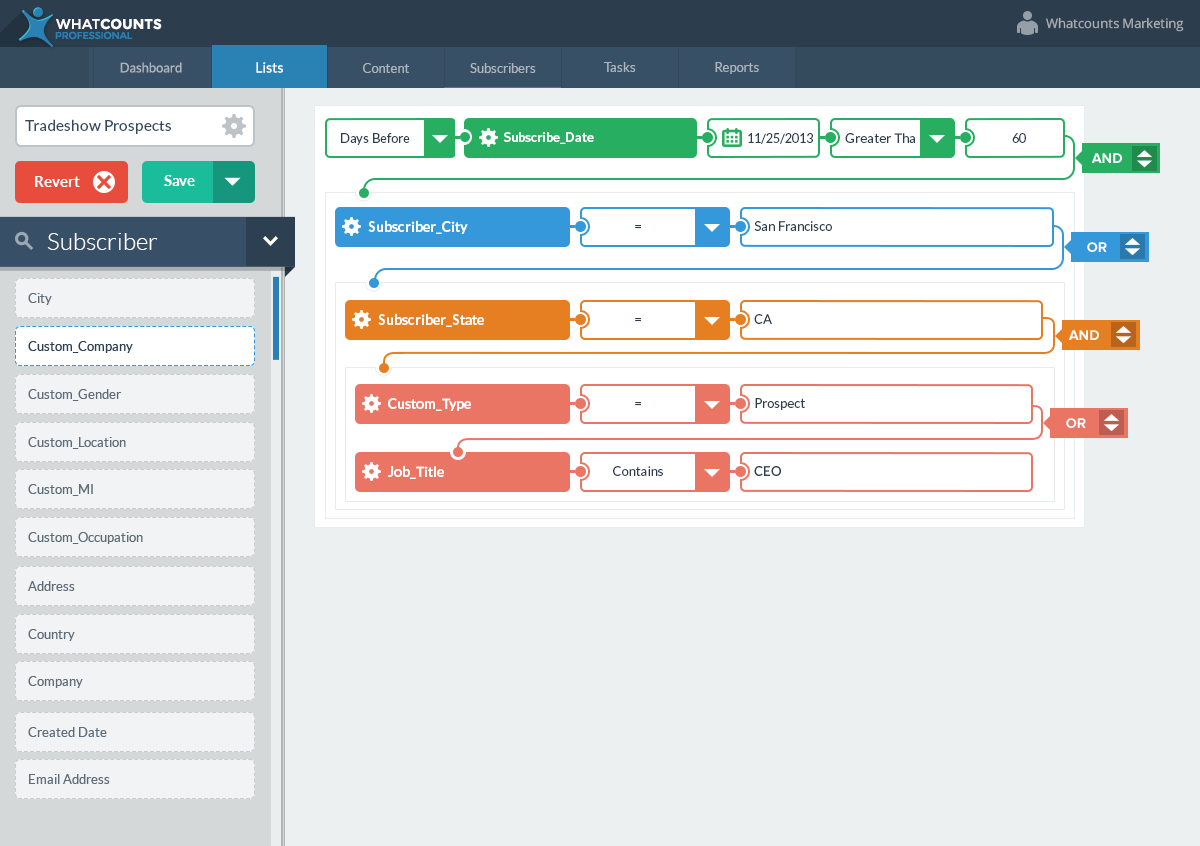 WHATCOUNTS
PROFESSIONAL
Whatcounts Marketing
Dashboard
Lists
Content
Subscribers
Tasks
Reports
Tradeshow Prospects
Revert
Save
Subscriber
City
Custom_Company
Custom_Gender
Custom_Location
Custom_MI
Custom_Occupation
Address
Country
Company
Created Date
Email Address
Days Before
Subscribe_Date
11/25/2013
Greater Tha
60
AND
Subscriber_City
=
San Francisco
OR
Subscriber_State
=
CA
AND
Custom_Type
=
Prospect
OR
Job_Title
Contains
CEO